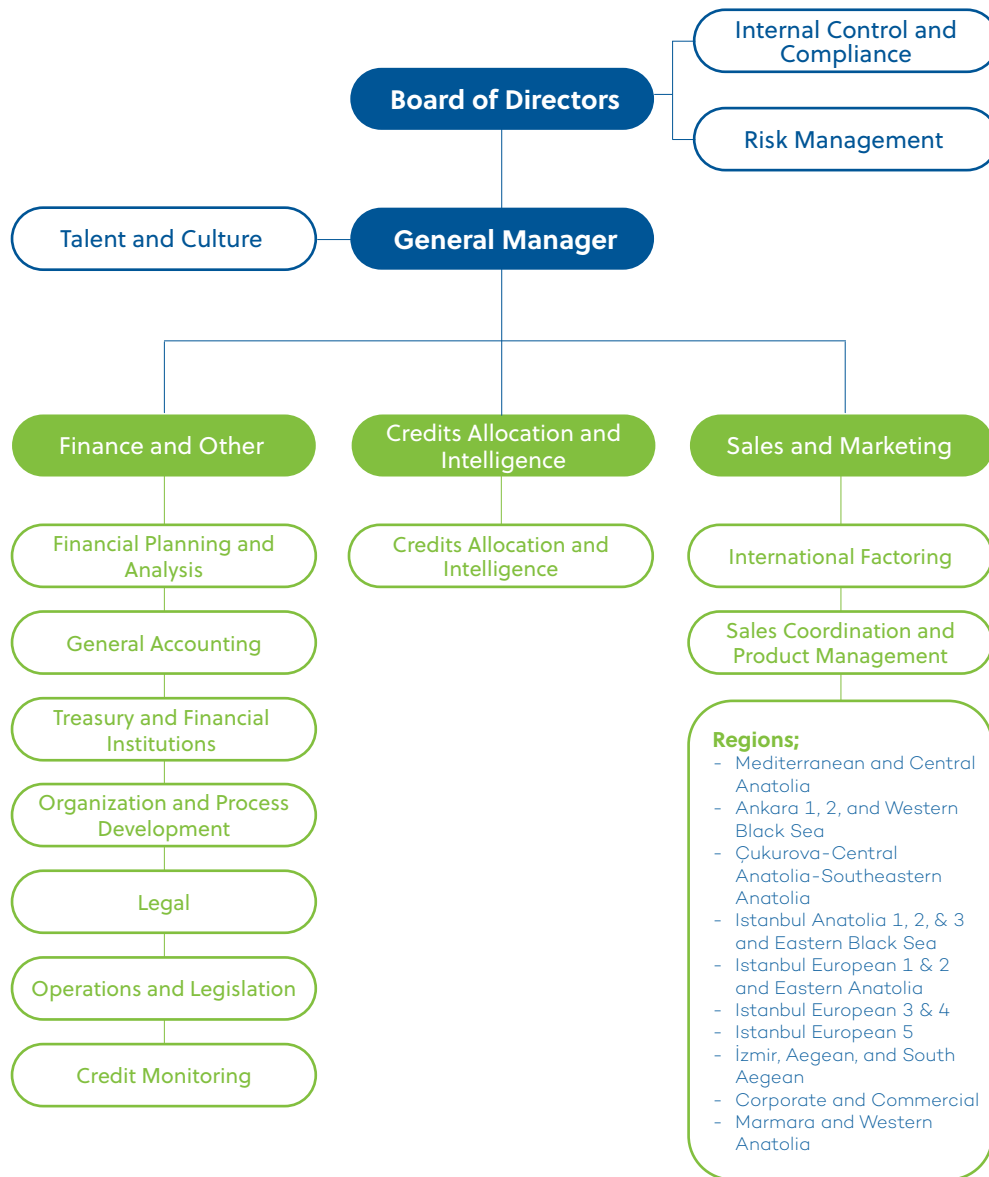 Internal Control and
Compliance
Board of Directors
Risk Management
Talent and Culture
General Manager
Finance and Other
Credits Allocation and
Intelligence
Sales and Marketing
Financial Planning and
Analysis
General Accounting
Treasury and Financial
Institutions
Organization and Process
Development
Legal
Operations and Legislation
Credit Monitoring
Credits Allocation and
Intelligence
International Factoring
Sales Coordination and
Product Management
Regions;
- Mediterranean and Central
Anatolia
- Ankara 1, 2, and Western
Black Sea
- Çukurova-Central
Anatolia-Southeastern
Anatolia
- Istanbul Anatolia 1, 2, & 3
and Eastern Black Sea
- Istanbul European 1 & 2
and Eastern Anatolia
- Istanbul European 3 & 4
- Istanbul European 5
- İzmir, Aegean, and South
Aegean
- Corporate and Commercial
- Marmara and Western
Anatolia